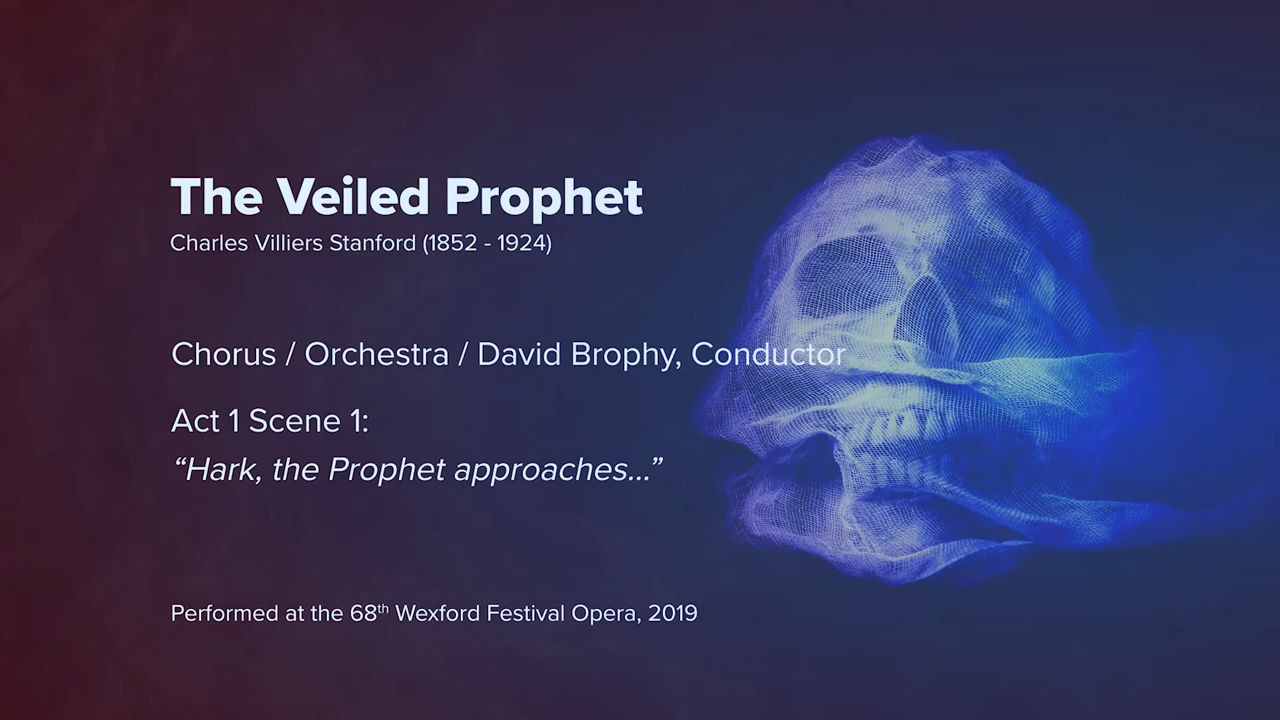 The Veiled Prophet
Charles Villiers Stanford (1852 - 1924)
Chorus / Orchestra / David Brophy, Conductor
Act 1 Scene 1:
“Hark, the Prophet approaches...”
Performed at the 68th Wexford Festival Opera, 2019